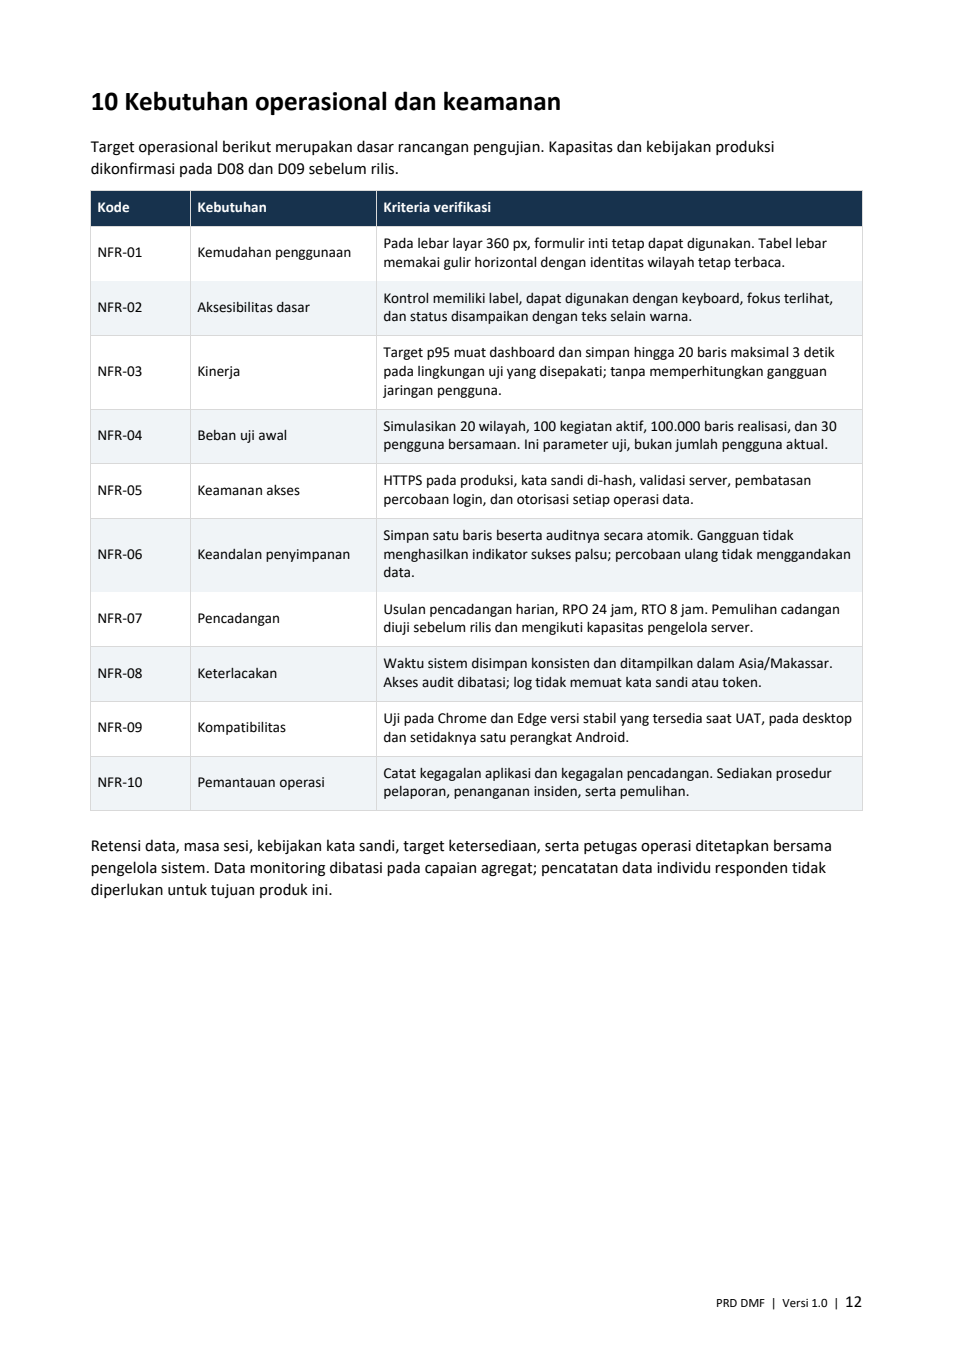 10 Kebutuhan operasional dan keamanan
Target operasional berikut merupakan dasar rancangan pengujian. Kapasitas dan kebijakan produksi
dikonfirmasi pada D08 dan D09 sebelum rilis.
Kode Kebutuhan Kriteria verifikasi
NFR-01 Kemudahan penggunaan
Pada lebar layar 360 px, formulir inti tetap dapat digunakan. Tabel lebar
memakai gulir horizontal dengan identitas wilayah tetap terbaca.
NFR-02 Aksesibilitas dasar
Kontrol memiliki label, dapat digunakan dengan keyboard, fokus terlihat,
dan status disampaikan dengan teks selain warna.
NFR-03 Kinerja
Target p95 muat dashboard dan simpan hingga 20 baris maksimal 3 detik
pada lingkungan uji yang disepakati; tanpa memperhitungkan gangguan
jaringan pengguna.
NFR-04 Beban uji awal
Simulasikan 20 wilayah, 100 kegiatan aktif, 100.000 baris realisasi, dan 30
pengguna bersamaan. Ini parameter uji, bukan jumlah pengguna aktual.
NFR-05 Keamanan akses
HTTPS pada produksi, kata sandi di-hash, validasi server, pembatasan
percobaan login, dan otorisasi setiap operasi data.
NFR-06 Keandalan penyimpanan
Simpan satu baris beserta auditnya secara atomik. Gangguan tidak
menghasilkan indikator sukses palsu; percobaan ulang tidak menggandakan
data.
NFR-07 Pencadangan
Usulan pencadangan harian, RPO 24 jam, RTO 8 jam. Pemulihan cadangan
diuji sebelum rilis dan mengikuti kapasitas pengelola server.
NFR-08 Keterlacakan
Waktu sistem disimpan konsisten dan ditampilkan dalam Asia/Makassar.
Akses audit dibatasi; log tidak memuat kata sandi atau token.
NFR-09 Kompatibilitas
Uji pada Chrome dan Edge versi stabil yang tersedia saat UAT, pada desktop
dan setidaknya satu perangkat Android.
NFR-10 Pemantauan operasi
Catat kegagalan aplikasi dan kegagalan pencadangan. Sediakan prosedur
pelaporan, penanganan insiden, serta pemulihan.
Retensi data, masa sesi, kebijakan kata sandi, target ketersediaan, serta petugas operasi ditetapkan bersama
pengelola sistem. Data monitoring dibatasi pada capaian agregat; pencatatan data individu responden tidak
diperlukan untuk tujuan produk ini.
PRD DMF | Versi 1.0 | 12